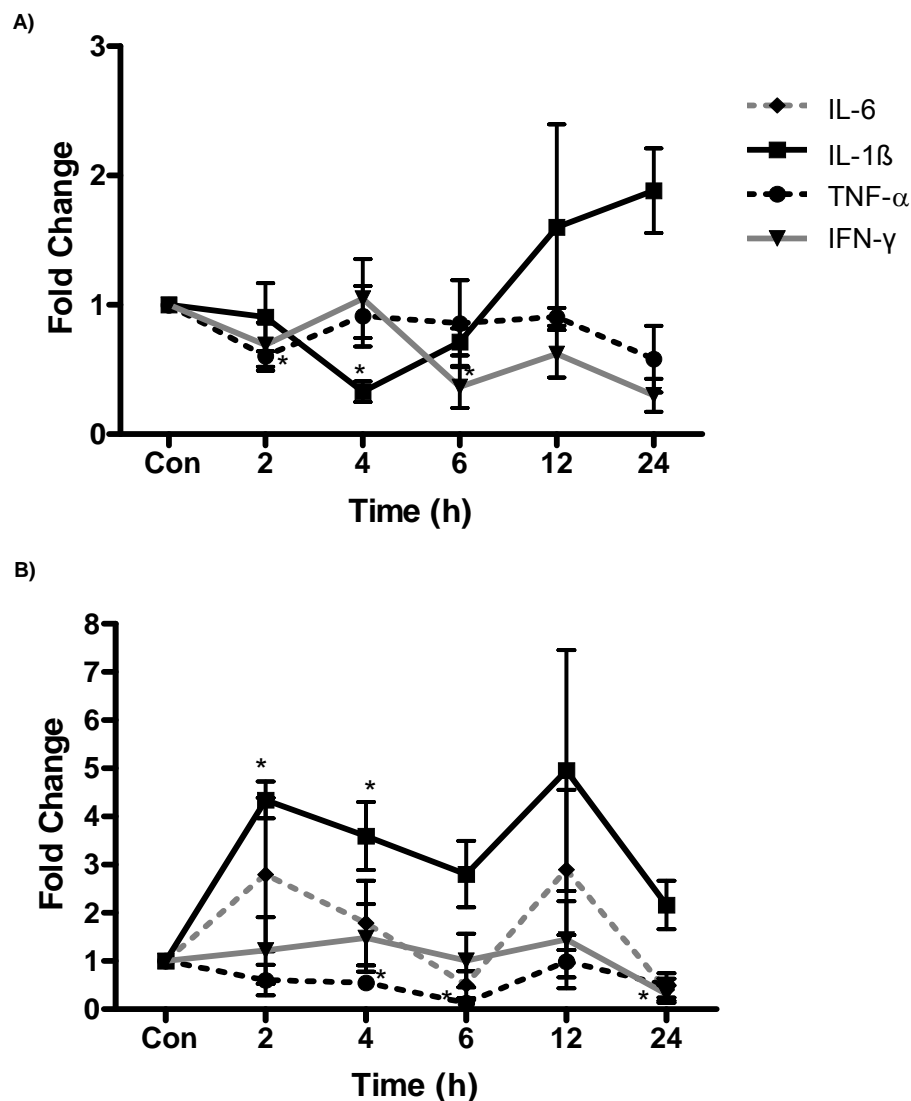 A)
3
2
1
0
Fold Change
Con 2 4 6 12 24
Time (h)
* * *
IL-6
IL-1ß
TNF-α
IFN-γ
B)
8
7
6
5
4
3
2
1
0
Fold Change
Con 2 4 6 12 24
Time (h)
* * * * *